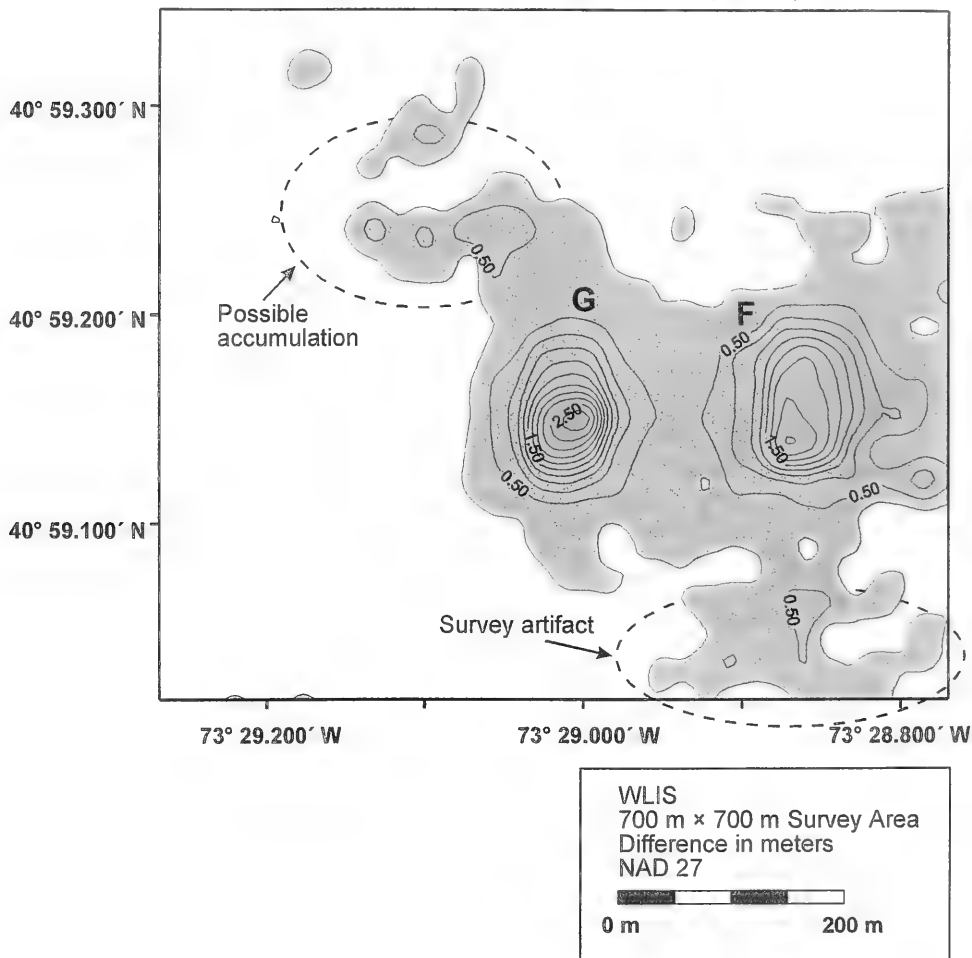 40° 59.300´ N
0.50
Possible
accumulation
G
F
40° 59.200´ N
0.50
2.50
1.50
1.50
0.50
0.50
40° 59.100´ N
0.50
Survey artifact
73° 29.200´ W
73° 29.000´ W
73° 28.800´ W
WLIS
700 m × 700 m Survey Area
Difference in meters
NAD 27
0 m
200 m